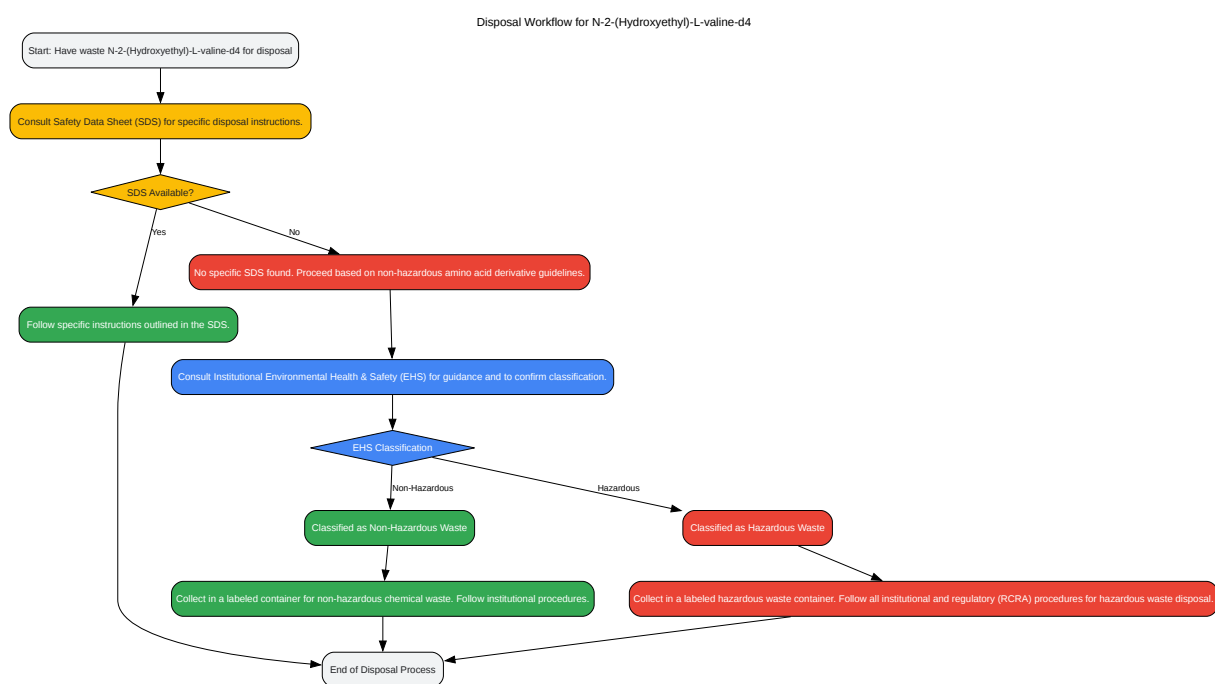 Disposal Workflow for N-2-(Hydroxyethyl)-L-valine-d4
Start: Have waste N-2-(Hydroxyethyl)-L-valine-d4 for disposal
Consult Safety Data Sheet (SDS) for specific disposal instructions.
SDS Available?
Yes
No
No specific SDS found. Proceed based on non-hazardous amino acid derivative guidelines.
Follow specific instructions outlined in the SDS.
Consult Institutional Environmental Health & Safety (EHS) for guidance and to confirm classification.
EHS Classification
Non-Hazardous
Hazardous
Classified as Non-Hazardous Waste
Classified as Hazardous Waste
Collect in a labeled container for non-hazardous chemical waste. Follow institutional procedures.
Collect in a labeled hazardous waste container. Follow all institutional and regulatory (RCRA) procedures for hazardous waste disposal.
End of Disposal Process